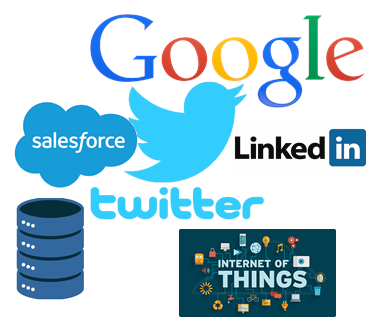 Google
salesforce
Linked in
twitter
INTERNET OF
THINGS